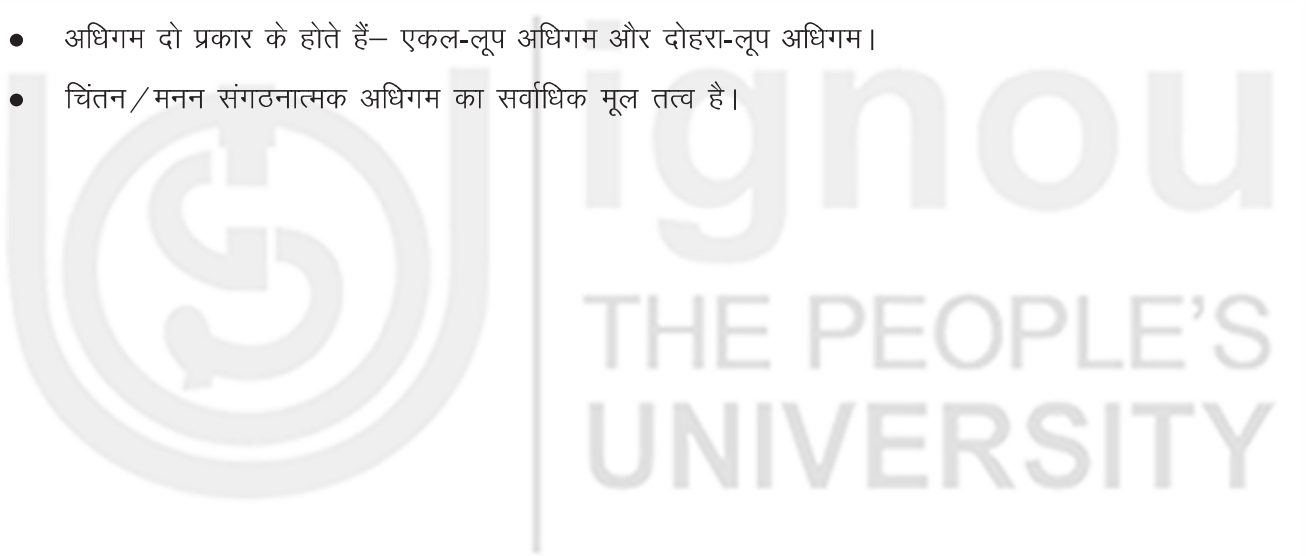 • अधिगम दो प्रकार के होते हैं– एकल-लूप अधिगम और दोहरा-लूप अधिगम।
• चिंतन/मनन संगठनात्मक अधिगम का सर्वाधिक मूल तत्व है।
ignou
THE PEOPLE'S
UNIVERSITY